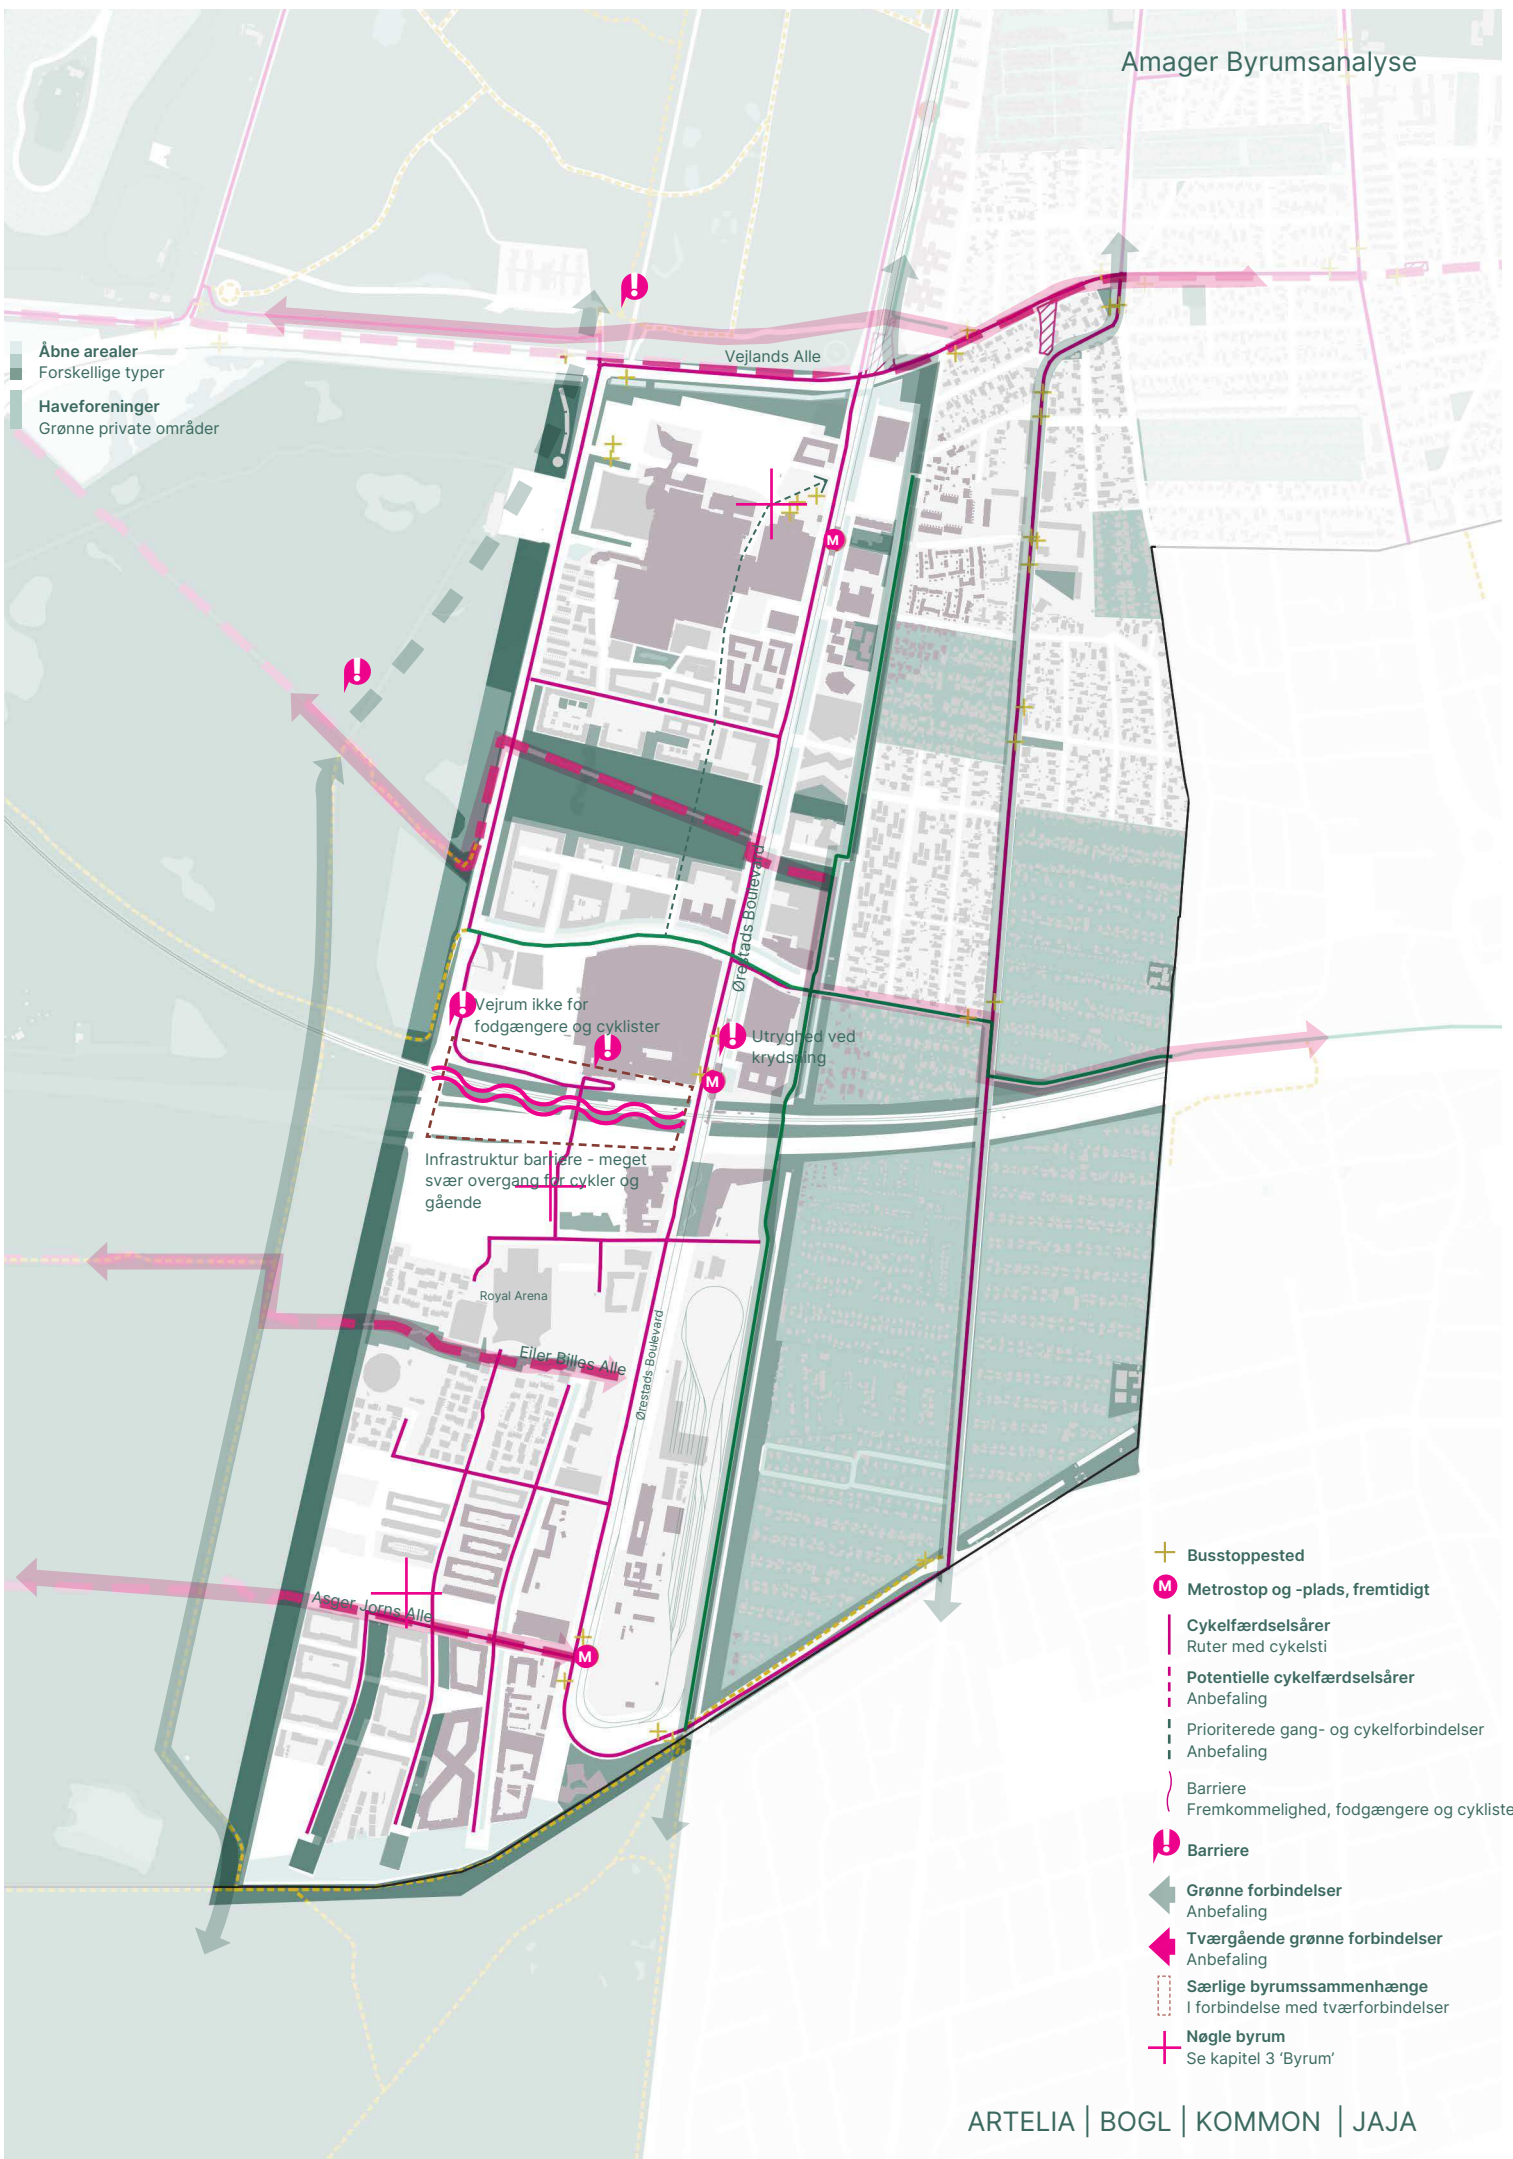 Amager Byrumsanalyse
Åbne arealer
Forskellige typer
Haveforeninger
Grønne private områder
Vejlands Alle
M
Ørestads Boulevard
Vejrum ikke for
fodgængere og cyklister
Utryghed ved
krydsning
M
Infrastruktur barriere - meget
svær overgang for cykler og
gående
Royal Arena
Eiler Billes Alle
Ørestads Boulevard
Asger Jorns Alle
M
Busstoppested
M Metrostop og -plads, fremtidigt
Cykelfærdselsårer
Ruter med cykelsti
Potentielle cykelfærdselsårer
Anbefaling
Prioriterede gang- og cykelforbindelser
Anbefaling
Barriere
Fremkommelighed, fodgængere og cykliste
Barriere
Grønne forbindelser
Anbefaling
Tværgående grønne forbindelser
Anbefaling
Særlige byrumssammenhænge
I forbindelse med tværforbindelser
Nøgle byrum
Se kapitel 3 ‘Byrum’
ARTELIA | BOGL | KOMMON | JAJA